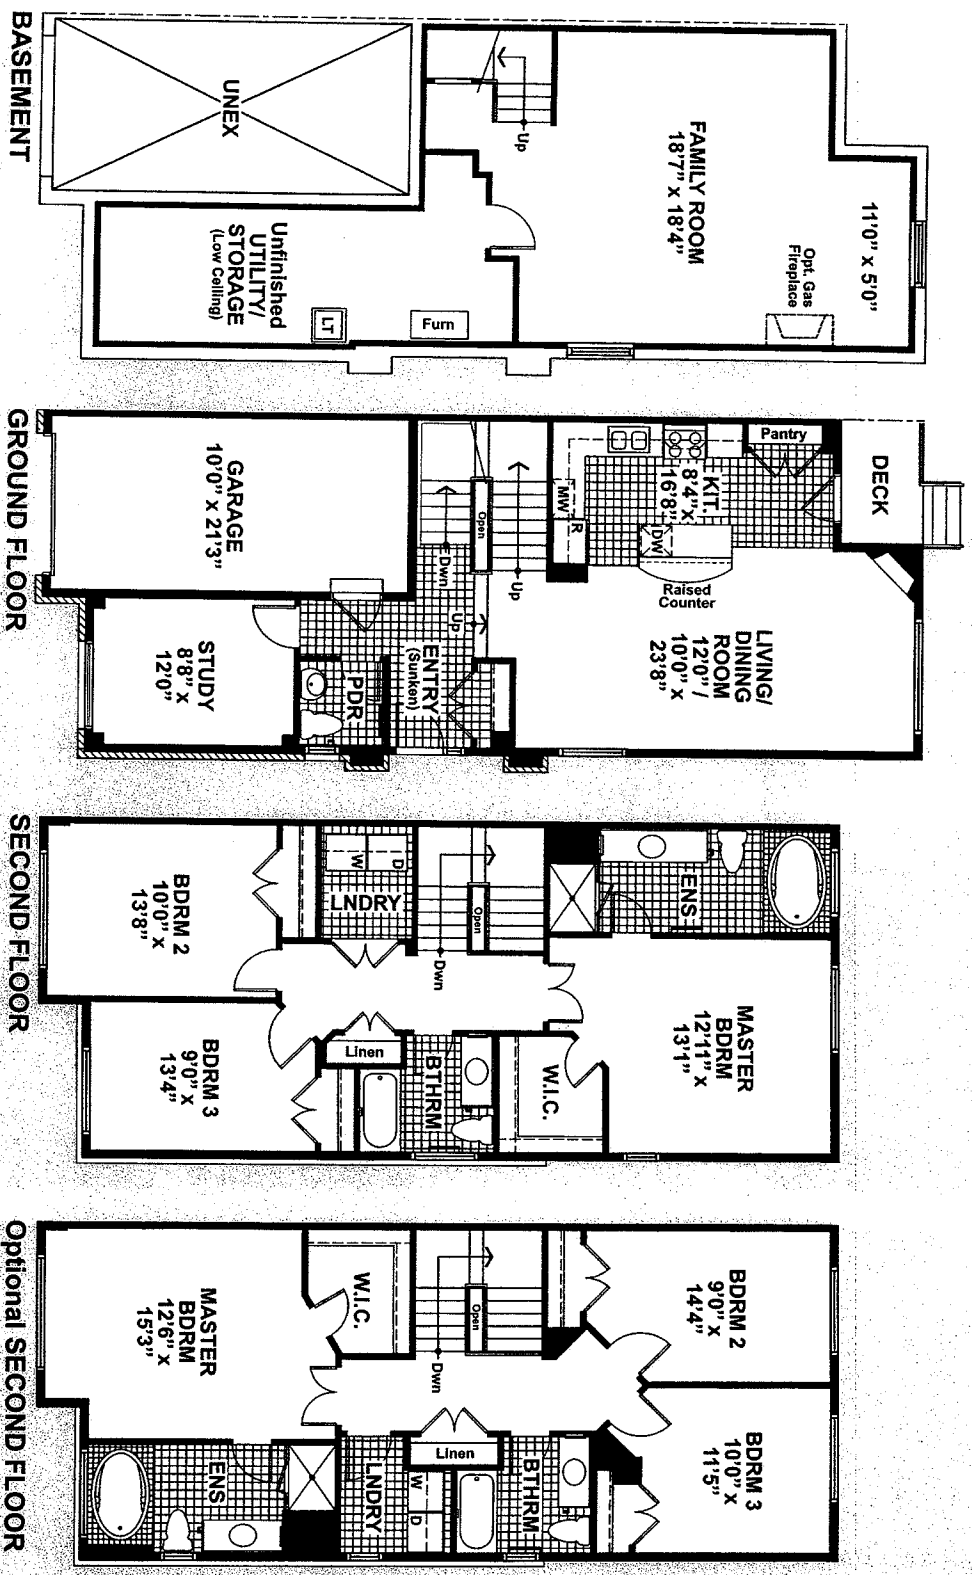 BASEMENT
UNEX
Up
FAMILY ROOM
18'7" x 18'4"
11'0" x 5'0"
Opt. Gas
Fireplace
Unfinished
UTILITY/
STORAGE
(Low Ceiling)
LT
Furn
GROUND FLOOR
GARAGE
10'0" x 21'3"
STUDY
8'8" x
12'0"
PDR
ENTRY
(Sunken)
Up
Dwn
Open
Up
MW
R
DW
KIT.
8'4" x
16'8"
Pantry
DECK
Raised
Counter
LIVING/
DINING
ROOM
12'0" /
10'0" x
23'8"
SECOND FLOOR
BDRM 2
10'0" x
13'8"
BDRM 3
9'0" x
13'4"
W
D
LNDRY
Linen
BTHRM
Open
Dwn
ENS
W.I.C.
MASTER
BDRM
12'11" x
13'1"
Optional SECOND FLOOR
MASTER
BDRM
12'6" x
15'3"
W.I.C.
ENS
LNDRY
W
D
Linen
BTHRM
Open
Dwn
BDRM 2
9'0" x
14'4"
BDRM 3
10'0" x
11'5"